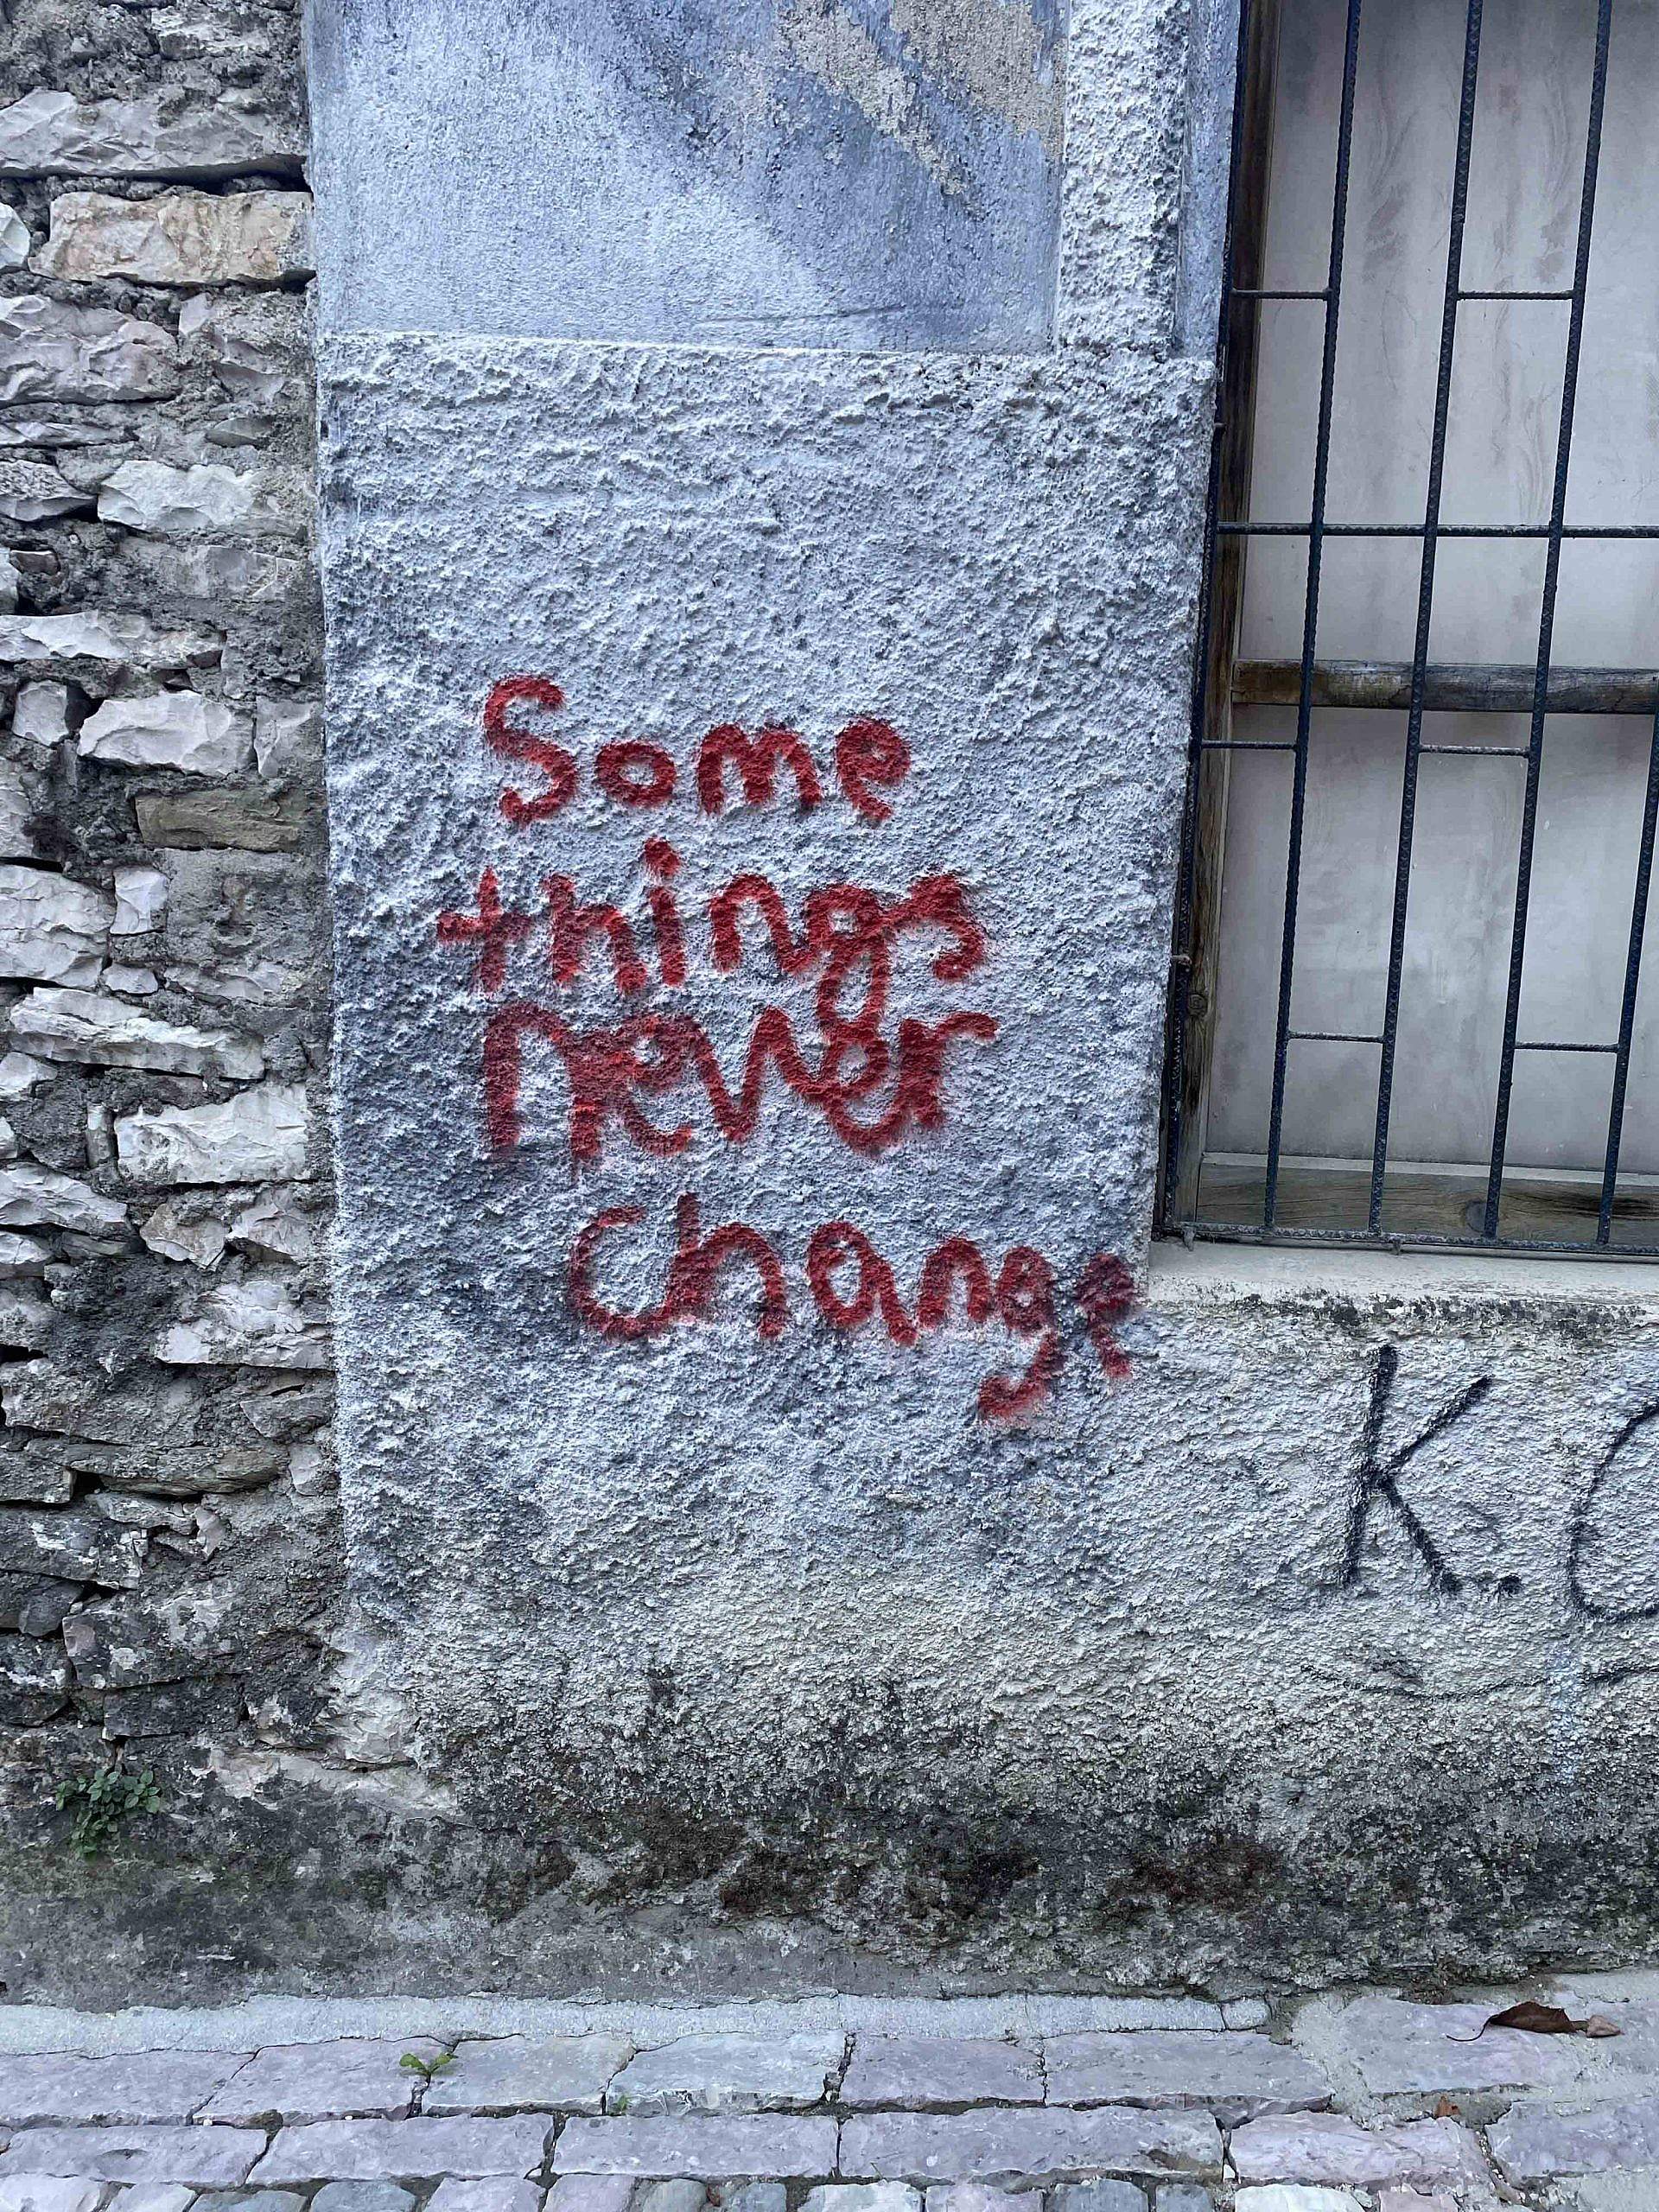 Some
things
never
change
K.